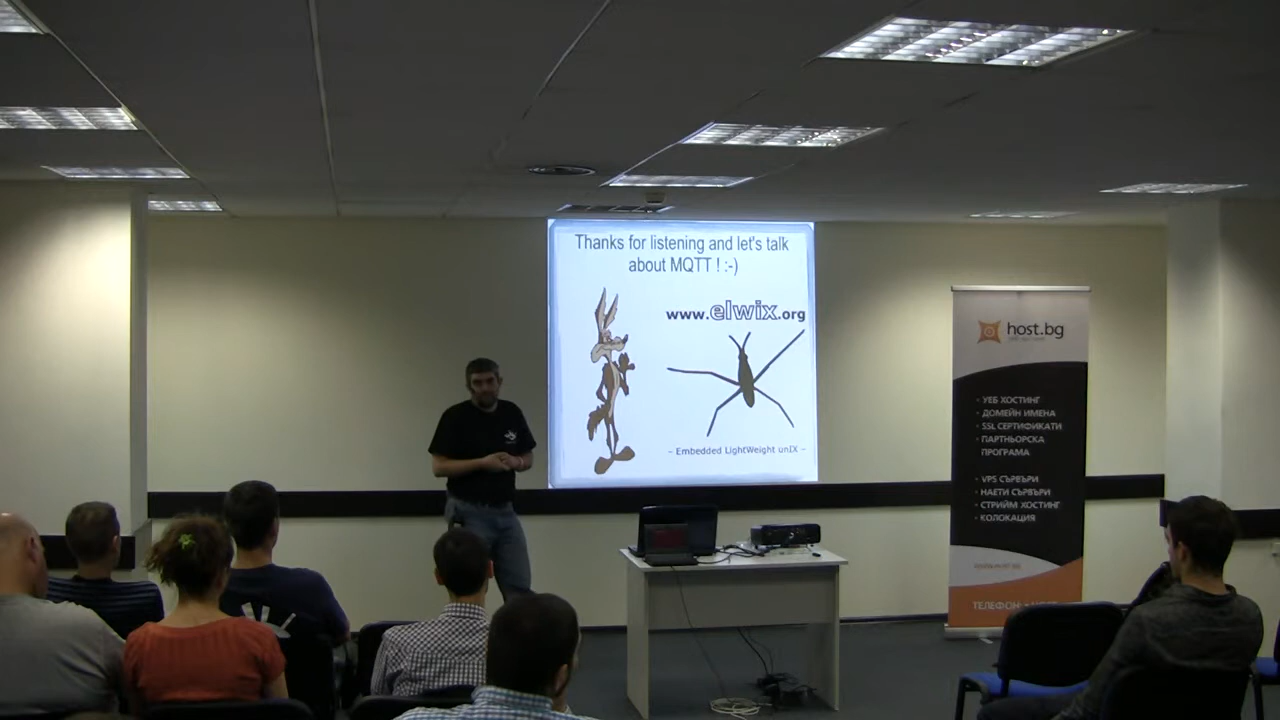 Thanks for listening and let's talk
about MQTT ! :-)
www.elwix.org
– Embedded LightWeight unIX –
host.bg
• УЕБ ХОСТИНГ
• ДОМЕЙН ИМЕНА
• SSL СЕРТИФИКАТИ
• ПАРТНЬОРСКА
ПРОГРАМА
• VPS СЪРВЪРИ
• НАЕТИ СЪРВЪРИ
• СТРИЙМ ХОСТИНГ
• КОЛОКАЦИЯ
ТЕЛЕФОН: